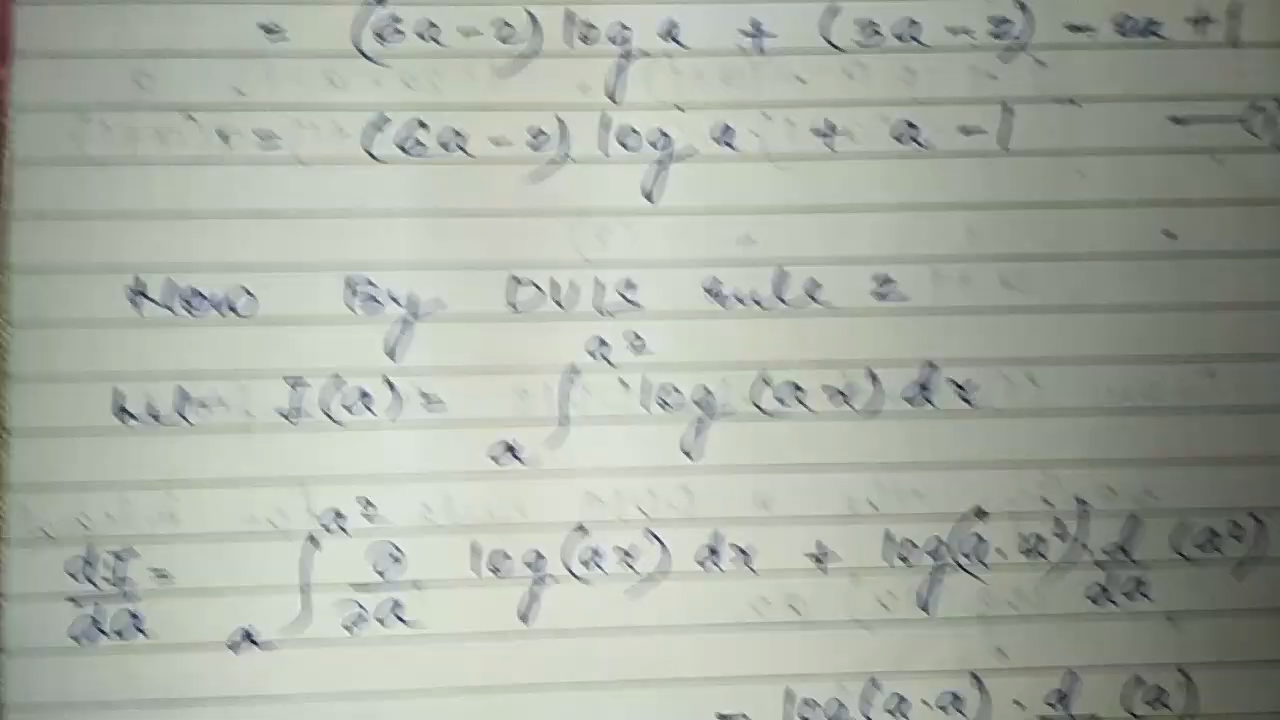 = (6a-2) log a + (3a-2) - 2a + 1
= (6a-2) log a + a - 1
Now By DUIS rule =
Let I(a) = ∫_a^{a²} log(ax) dx
dI/da = ∫_a^{a²} ∂/∂a log(ax) dx + log(a·a²) d/da (a²)
- log(a·a) · d (a)